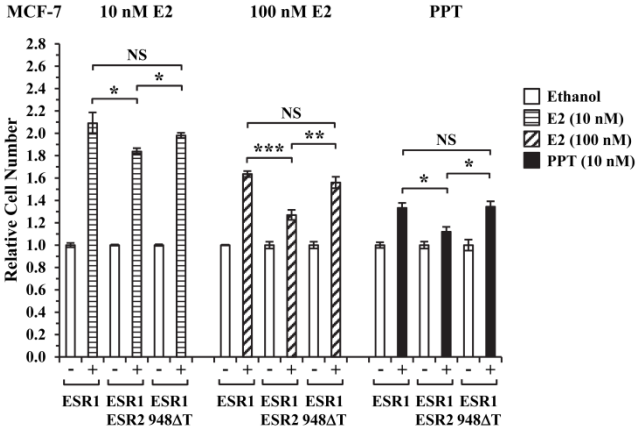 MCF-7 10 nM E2 100 nM E2 PPT
Relative Cell Number
2.8
2.6
2.4
2.2
2.0
1.8
1.6
1.4
1.2
1.0
0.8
0.6
0.4
0.2
0.0
NS
* *
NS
*** **
NS
* *
Ethanol
E2 (10 nM)
E2 (100 nM)
PPT (10 nM)
- + - + - + - + - + - + - + - + - +
ESR1 ESR1 ESR1 ESR1 ESR1 ESR1 ESR1 ESR1 ESR1
ESR2 948ΔT ESR2 948ΔT ESR2 948ΔT